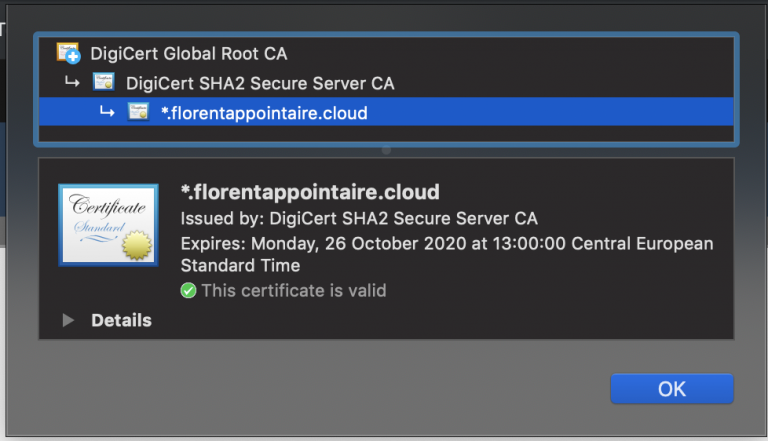 DigiCert Global Root CA
DigiCert SHA2 Secure Server CA
*.florentappointaire.cloud
Certificate
Standard
*.florentappointaire.cloud
Issued by: DigiCert SHA2 Secure Server CA
Expires: Monday, 26 October 2020 at 13:00:00 Central European
Standard Time
This certificate is valid
Details
OK